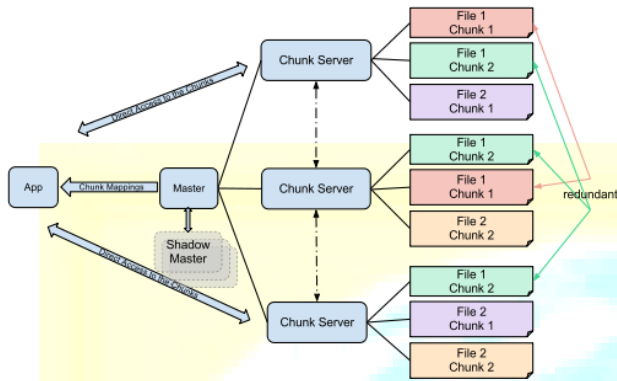 File 1
Chunk 1
Chunk Server
File 1
Chunk 2
Direct Access to the Chunks
File 2
Chunk 1
File 1
Chunk 2
App
Chunk Mappings
Master
Chunk Server
File 1
Chunk 1
redundant
Shadow
Master
File 2
Chunk 2
Direct Access to the Chunks
File 1
Chunk 2
Chunk Server
File 2
Chunk 1
File 2
Chunk 2